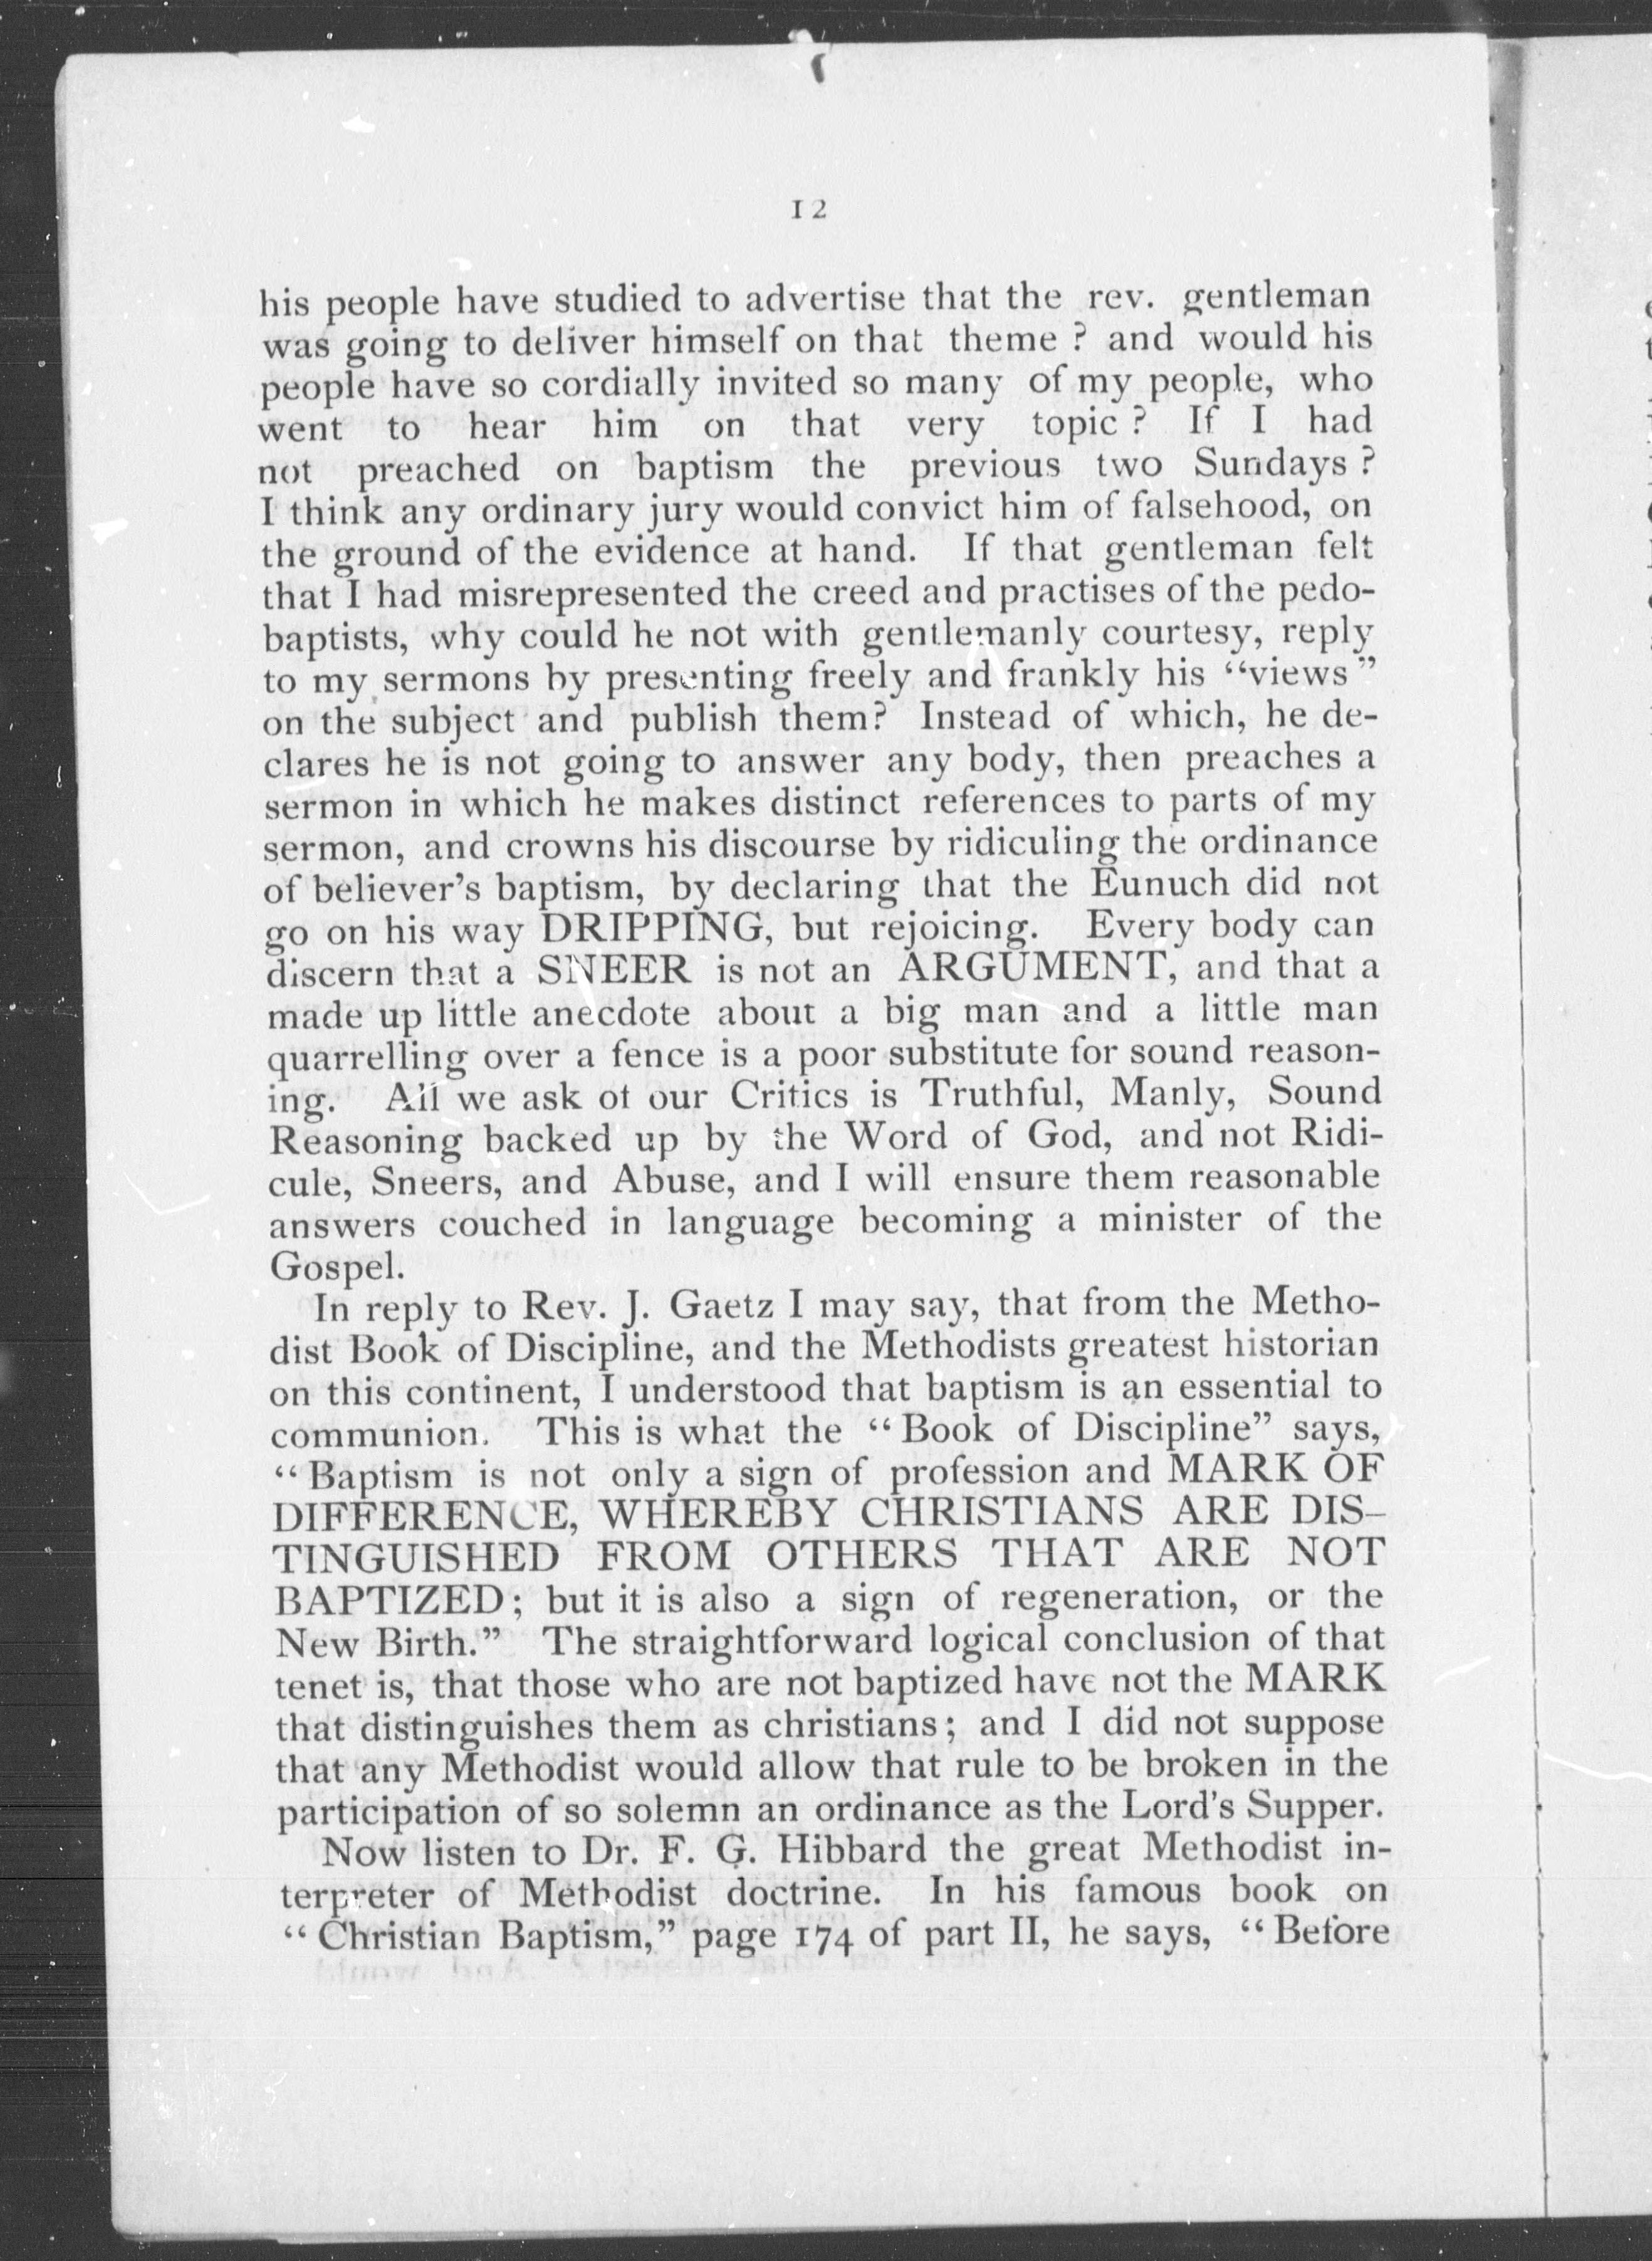 12
his people have studied to advertise that the rev. gentleman
was going to deliver himself on that theme ? and would his
people have so cordially invited so many of my people, who
went to hear him on that very topic ? If I had
not preached on baptism the previous two Sundays ?
I think any ordinary jury would convict him of falsehood, on
the ground of the evidence at hand. If that gentleman felt
that I had misrepresented the creed and practises of the pedo-
baptists, why could he not with gentlemanly courtesy, reply
to my sermons by presenting freely and frankly his “views”
on the subject and publish them? Instead of which, he de-
clares he is not going to answer any body, then preaches a
sermon in which he makes distinct references to parts of my
sermon, and crowns his discourse by ridiculing the ordinance
of believer’s baptism, by declaring that the Eunuch did not
go on his way DRIPPING, but rejoicing. Every body can
discern that a SNEER is not an ARGUMENT, and that a
made up little anecdote about a big man and a little man
quarrelling over a fence is a poor substitute for sound reason-
ing. All we ask of our Critics is Truthful, Manly, Sound
Reasoning backed up by the Word of God, and not Ridi-
cule, Sneers, and Abuse, and I will ensure them reasonable
answers couched in language becoming a minister of the
Gospel.
In reply to Rev. J. Gaetz I may say, that from the Metho-
dist Book of Discipline, and the Methodists greatest historian
on this continent, I understood that baptism is an essential to
communion. This is what the “Book of Discipline” says,
“Baptism is not only a sign of profession and MARK OF
DIFFERENCE, WHEREBY CHRISTIANS ARE DIS-
TINGUISHED FROM OTHERS THAT ARE NOT
BAPTIZED; but it is also a sign of regeneration, or the
New Birth.” The straightforward logical conclusion of that
tenet is, that those who are not baptized have not the MARK
that distinguishes them as christians; and I did not suppose
that any Methodist would allow that rule to be broken in the
participation of so solemn an ordinance as the Lord’s Supper.
Now listen to Dr. F. G. Hibbard the great Methodist in-
terpreter of Methodist doctrine. In his famous book on
“Christian Baptism,” page 174 of part II, he says, “Before